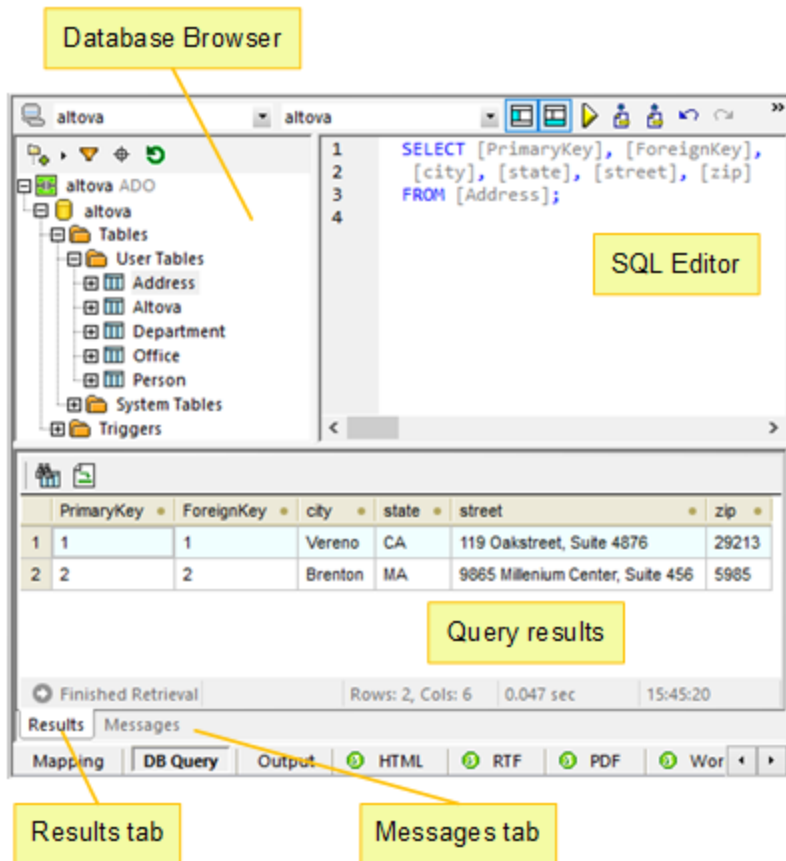 Database Browser
altova
altova
»
altova ADO
altova
Tables
User Tables
Address
Altova
Department
Office
Person
System Tables
Triggers
1 SELECT [PrimaryKey], [ForeignKey],
2 [city], [state], [street], [zip]
3 FROM [Address];
4
SQL Editor
PrimaryKey ForeignKey city state street zip
1 1 1 Vereno CA 119 Oakstreet, Suite 4876 29213
2 2 2 Brenton MA 9865 Millenium Center, Suite 456 5985
Query results
Finished Retrieval Rows: 2, Cols: 6 0.047 sec 15:45:20
Results Messages
Mapping DB Query Output HTML RTF PDF Wor
Results tab
Messages tab